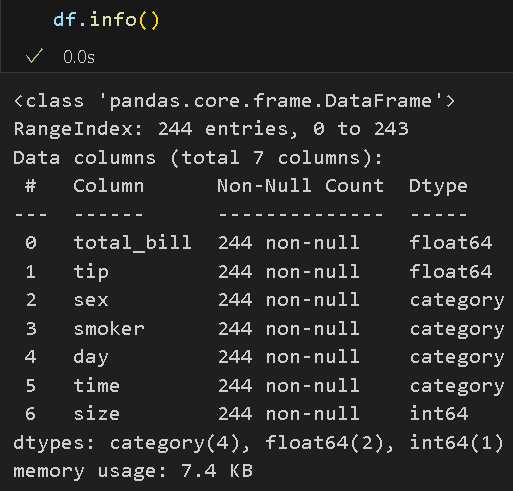 df.info()
0.0s
<class 'pandas.core.frame.DataFrame'>
RangeIndex: 244 entries, 0 to 243
Data columns (total 7 columns):
 #   Column      Non-Null Count  Dtype
---  ------      --------------  -----
 0   total_bill  244 non-null    float64
 1   tip         244 non-null    float64
 2   sex         244 non-null    category
 3   smoker      244 non-null    category
 4   day         244 non-null    category
 5   time        244 non-null    category
 6   size        244 non-null    int64
dtypes: category(4), float64(2), int64(1)
memory usage: 7.4 KB